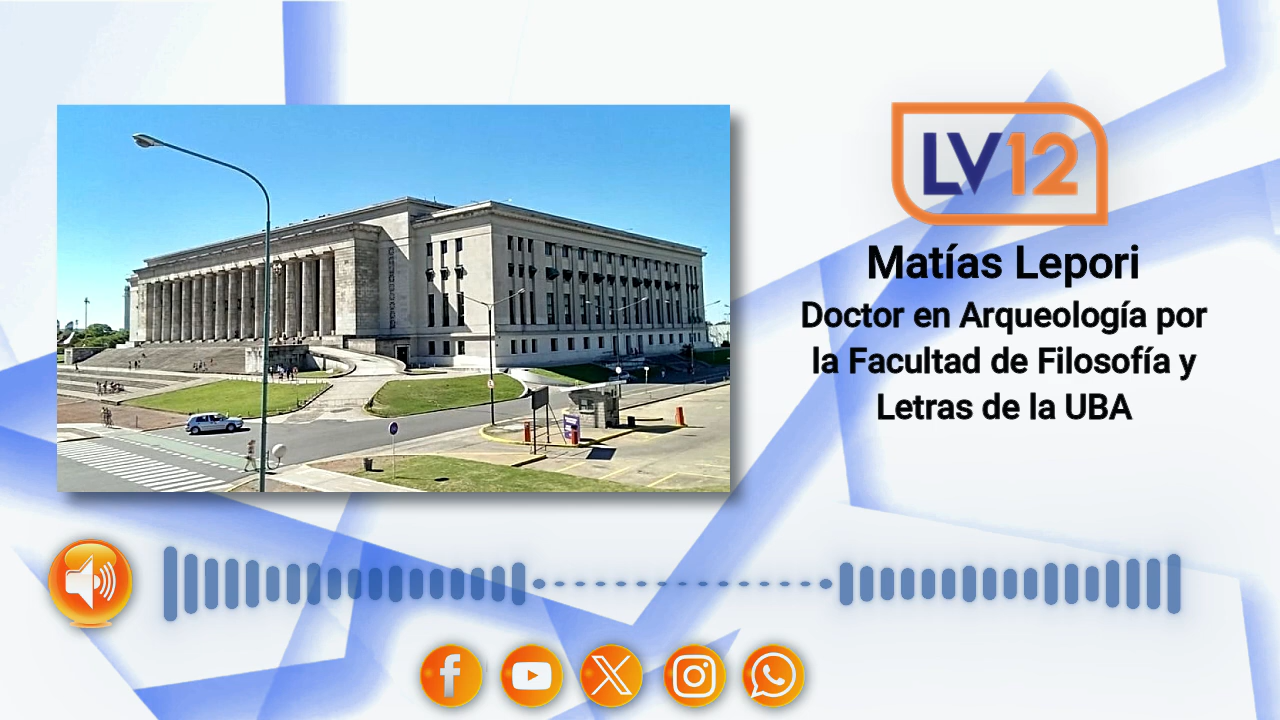 LV12
Matías Lepori
Doctor en Arqueología por
la Facultad de Filosofía y
Letras de la UBA